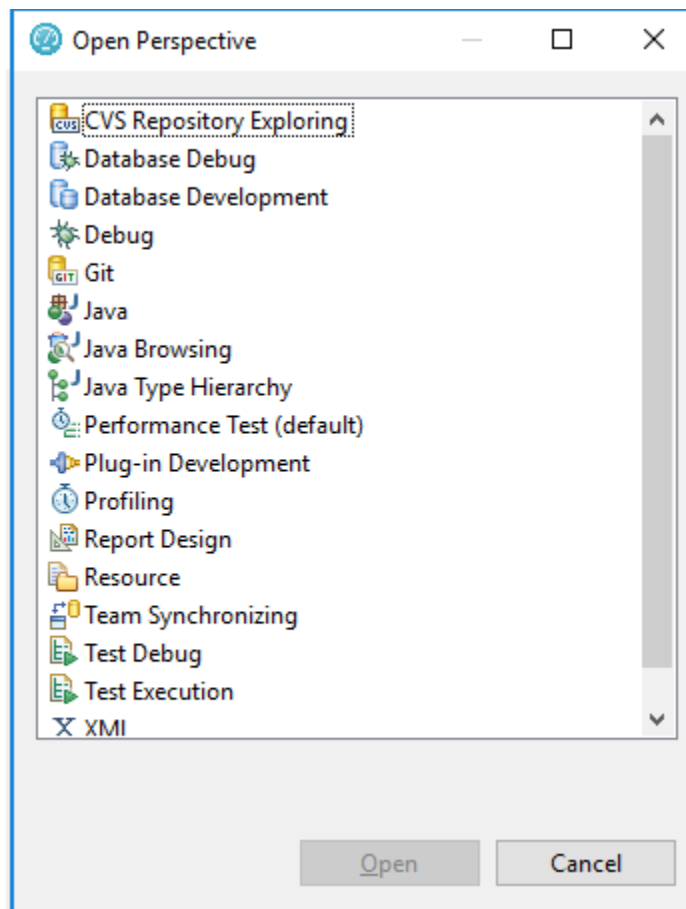 Open Perspective
CVS Repository Exploring
Database Debug
Database Development
Debug
Git
Java
Java Browsing
Java Type Hierarchy
Performance Test (default)
Plug-in Development
Profiling
Report Design
Resource
Team Synchronizing
Test Debug
Test Execution
XML
Open
Cancel